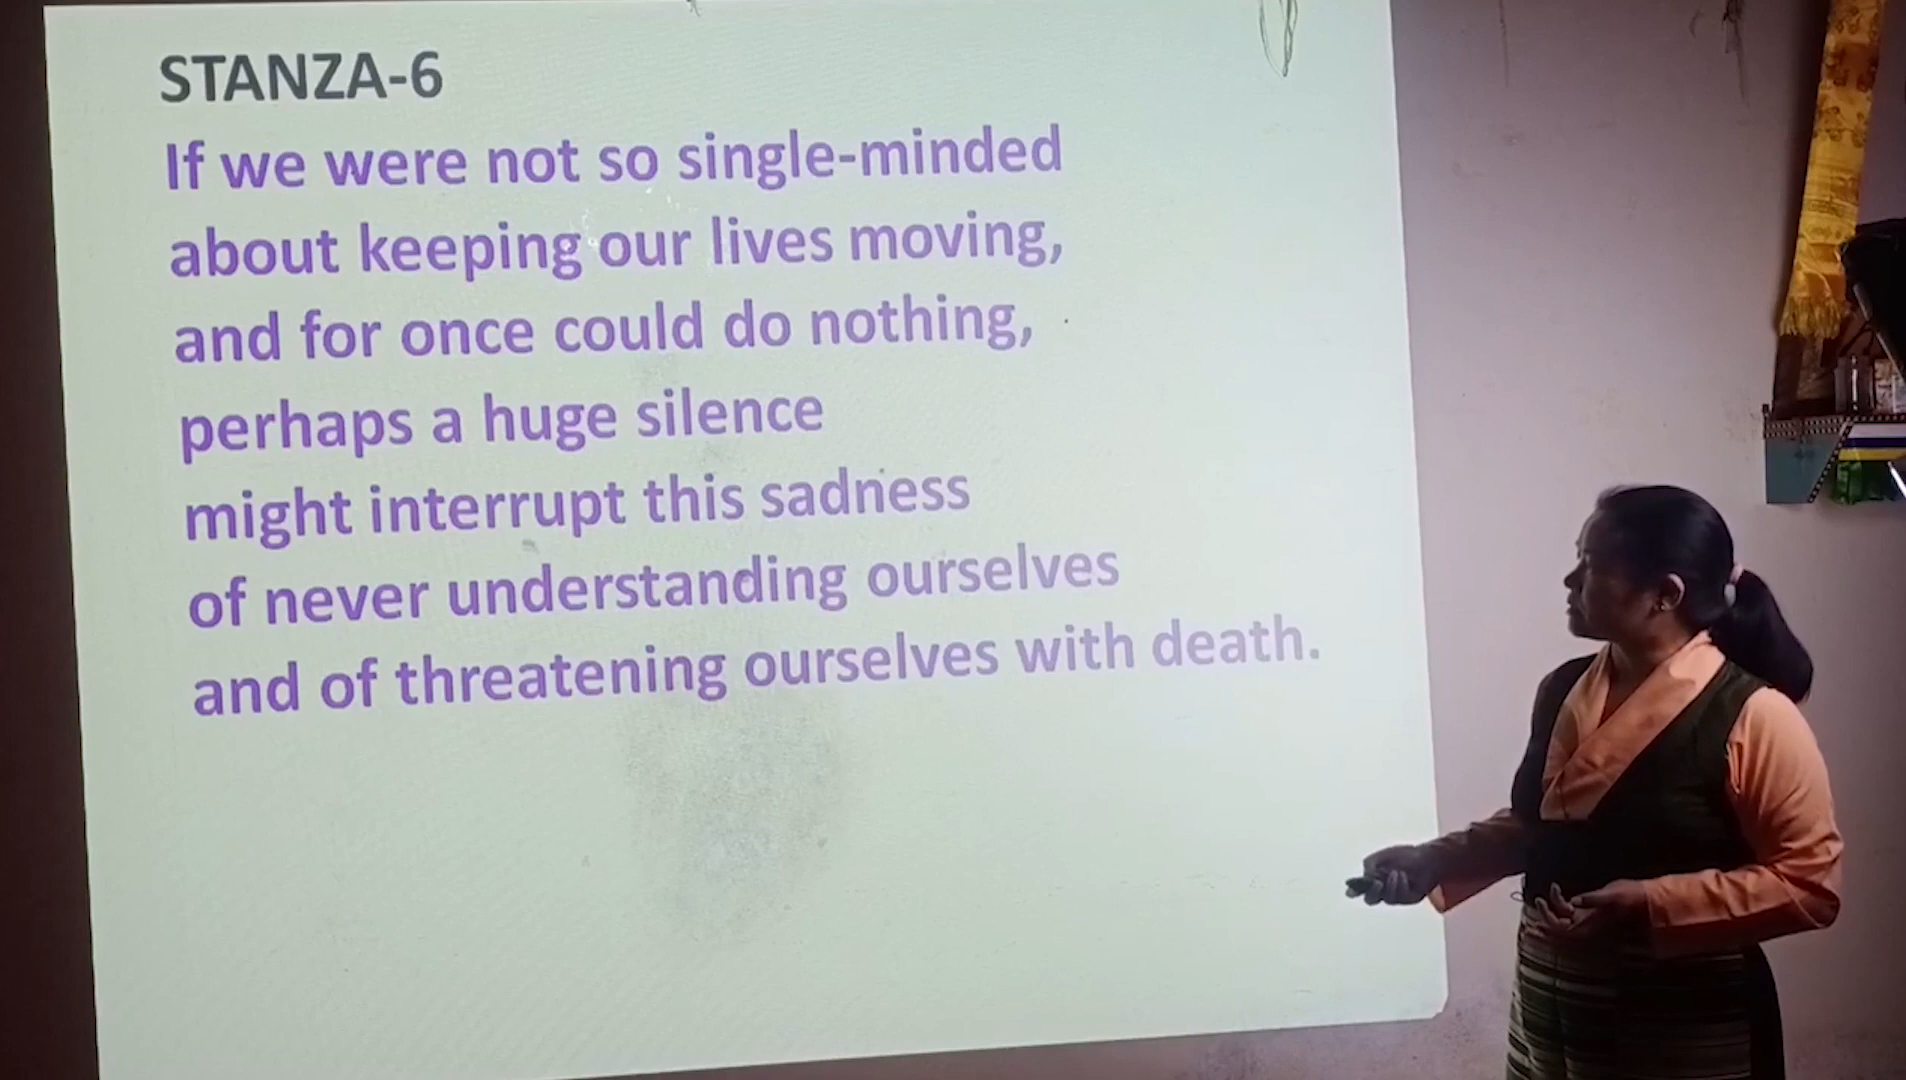 STANZA-6
If we were not so single-minded
about keeping our lives moving,
and for once could do nothing,
perhaps a huge silence
might interrupt this sadness
of never understanding ourselves
and of threatening ourselves with death.